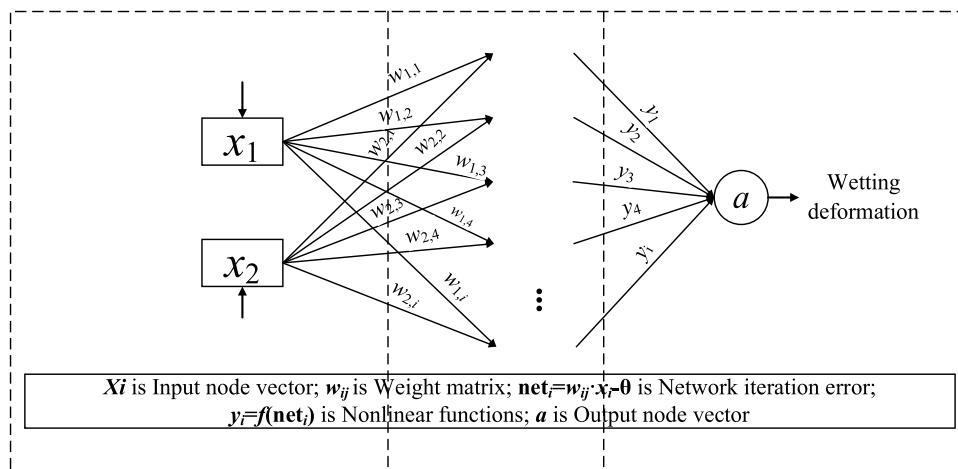 w1,1
w1,2
w2,1
w2,2
x1
w1,3
w2,3
w1,4
w2,4
x2
w1,i
w2,i
y1
y2
y3
y4
yi
a
Wetting
deformation
Xi is Input node vector; wij is Weight matrix; neti=wij·xi-θ is Network iteration error;
yi=f(neti) is Nonlinear functions; a is Output node vector